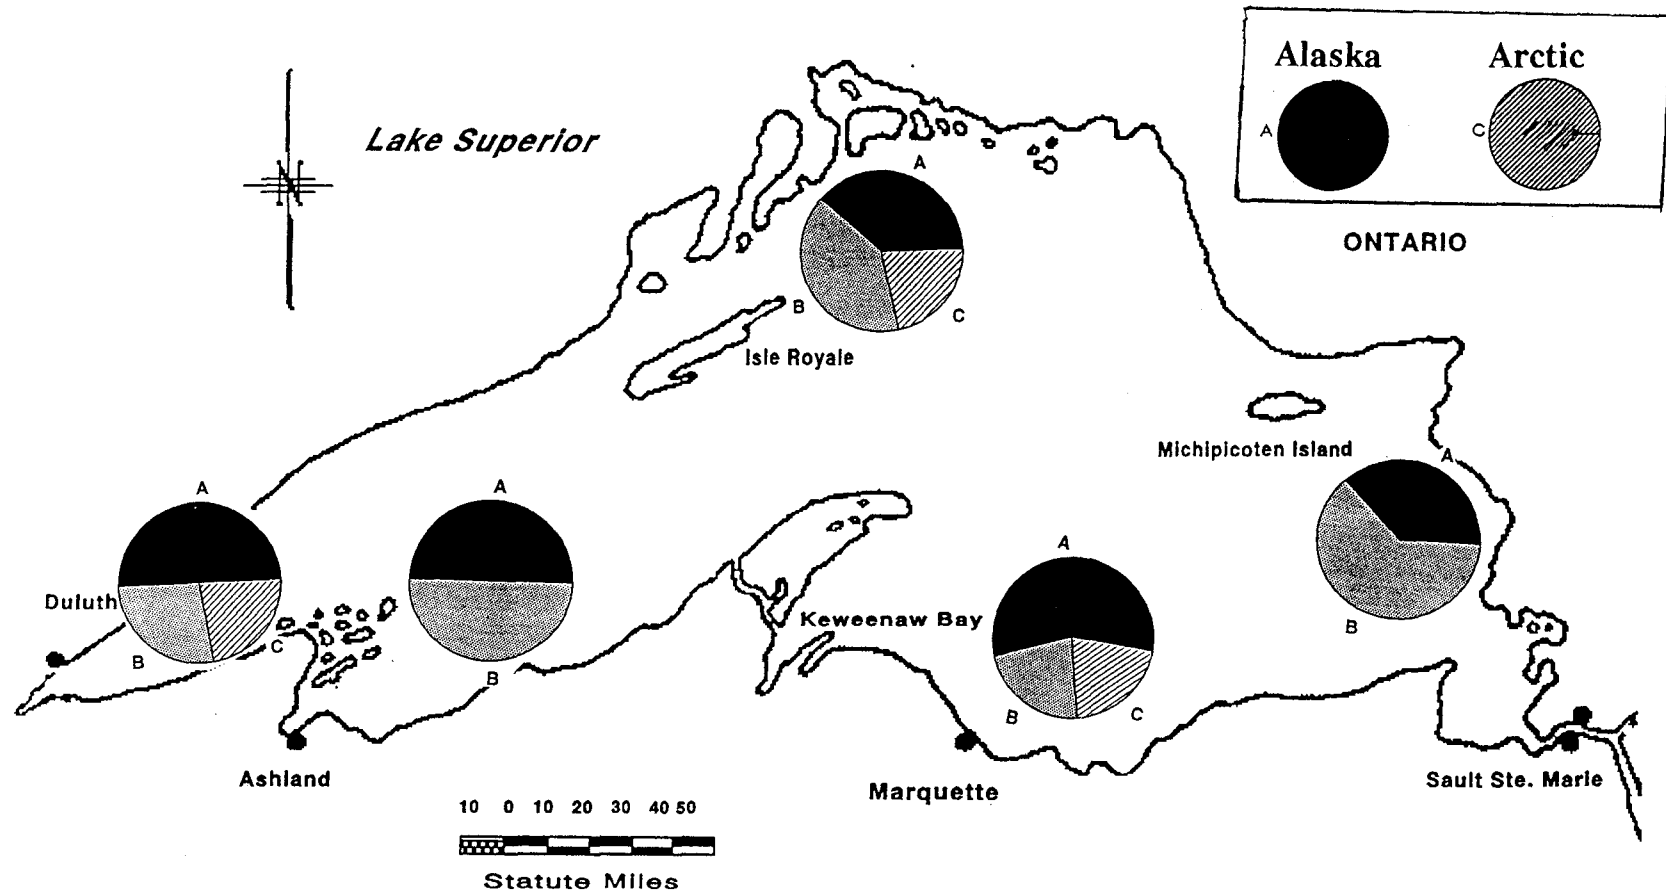 Alaska Arctic
A C
Lake Superior
ONTARIO
A
B
C
Isle Royale
Michipicoten Island
A
B
A
Duluth
B
C
A
B
Keweenaw Bay
A
B
C
Ashland
Marquette
Sault Ste. Marie
10 0 10 20 30 40 50
Statute Miles
N